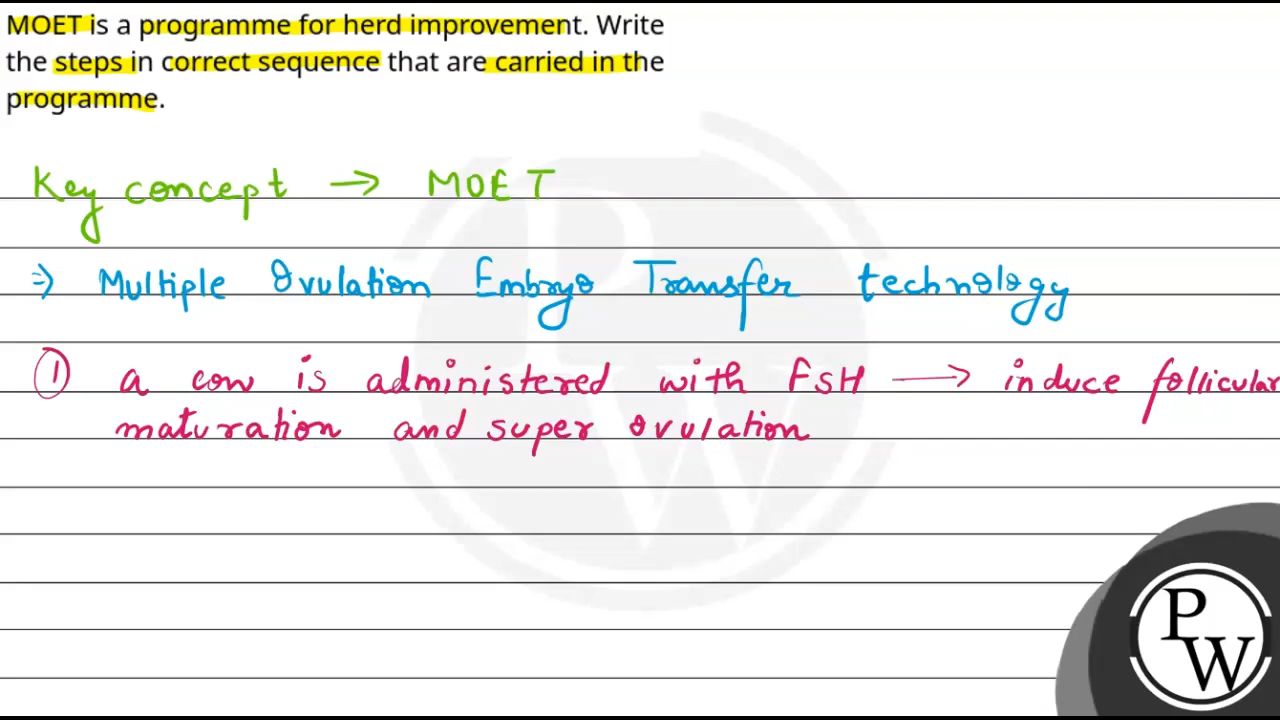 MOET is a programme for herd improvement. Write
the steps in correct sequence that are carried in the
programme.
Key concept → MOET
⇒ Multiple Ovulation Embryo Transfer technology
① a cow is administered with FSH → induce follicular
maturation and super ovulation
PW
P
W